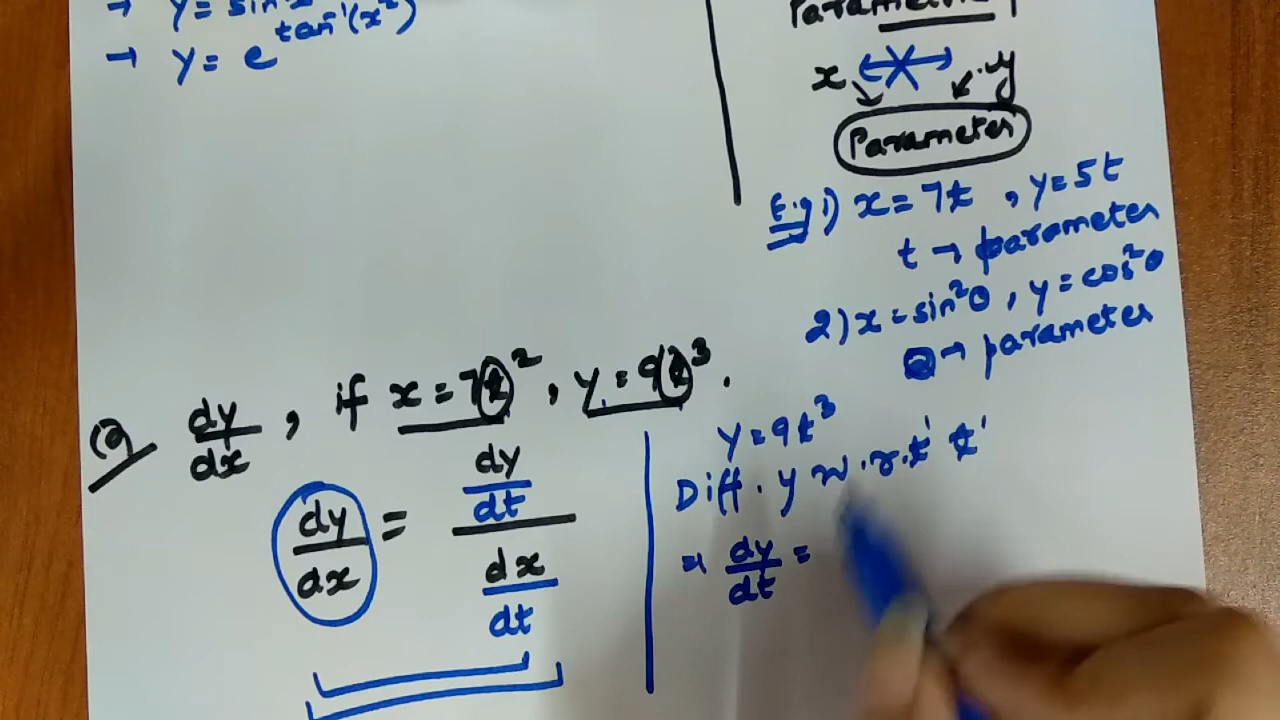 → y = sin
→ y = e^tan⁻¹(x²)
x y
Parameter
E.g 1) x = 7t , y = 5t
t → parameter
2) x = sin²θ , y = cos²θ
θ → parameter
Q dy/dx , if x = 7t² , y = 9t³ .
dy/dx = (dy/dt)/(dx/dt)
y = 9t³
Diff . y w.r.t 't'
⇒ dy/dt =